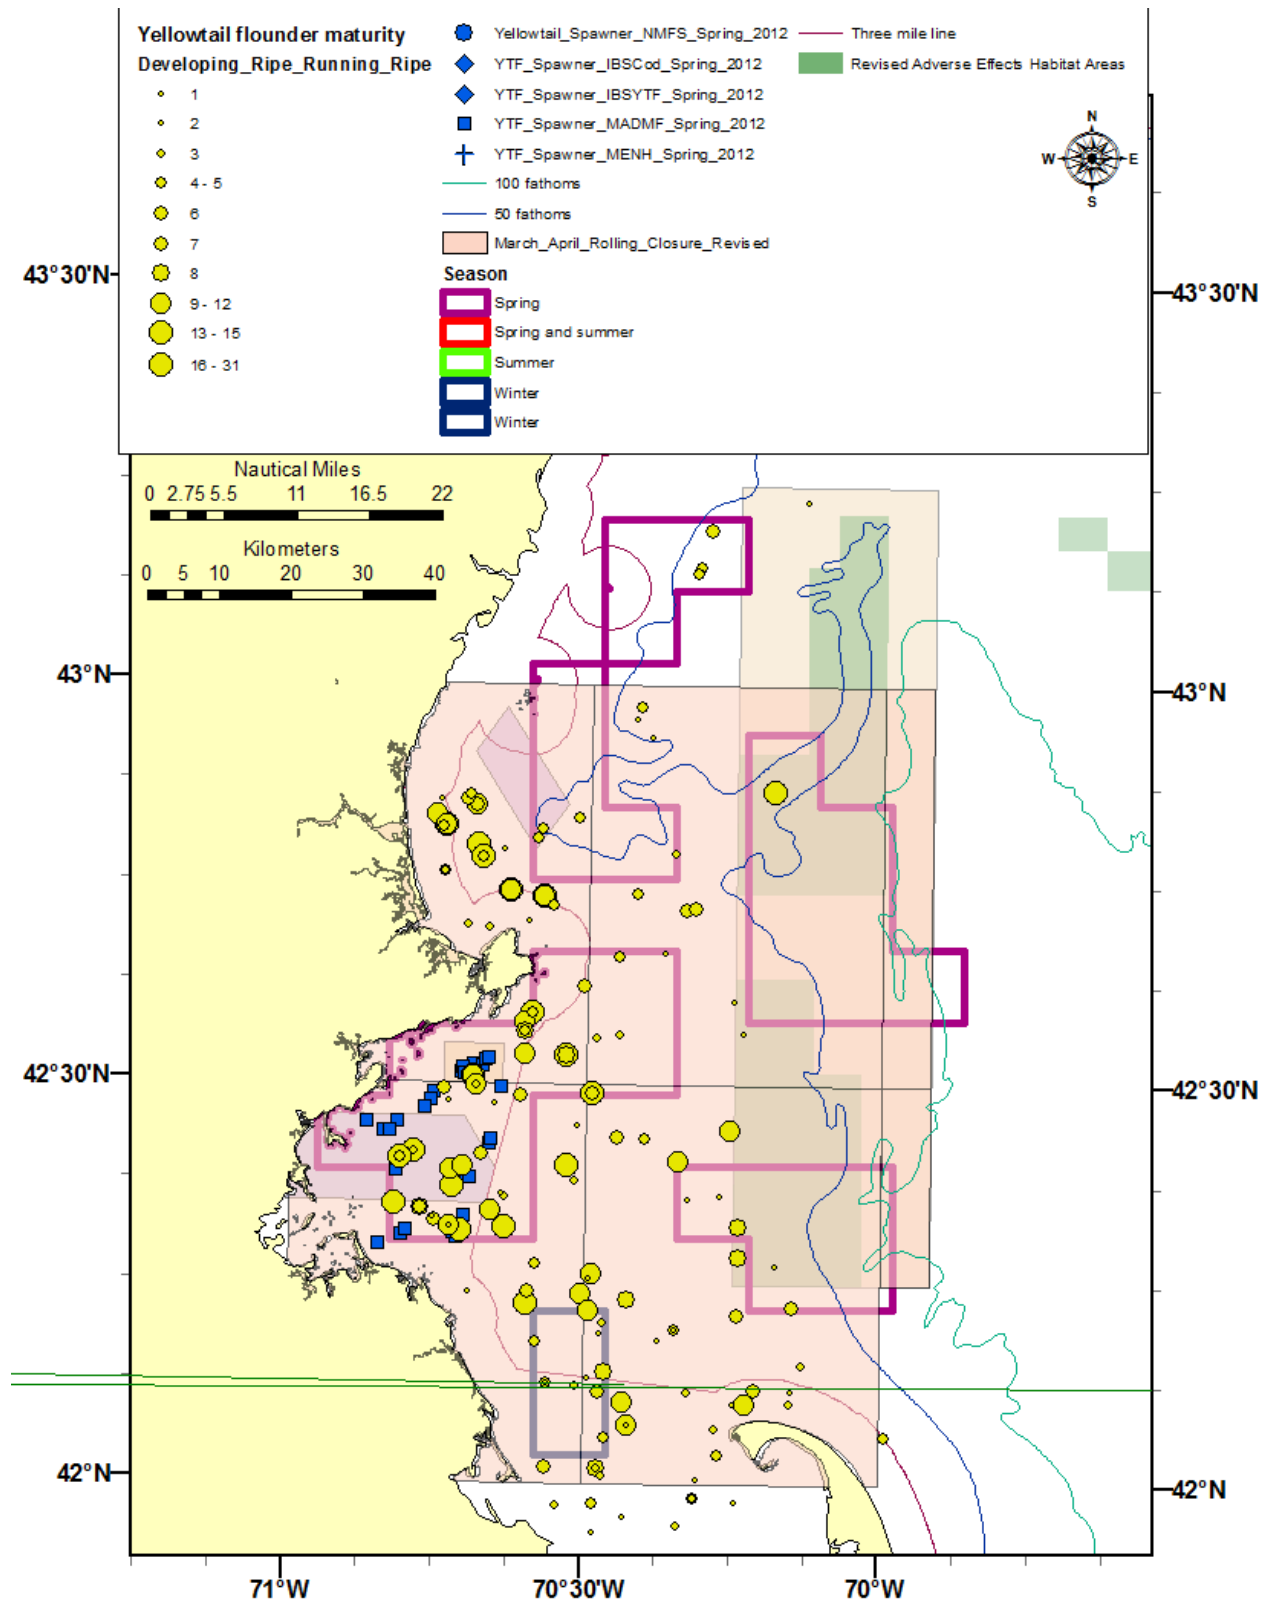 Yellowtail flounder maturity
Developing_Ripe_Running_Ripe
1
2
3
4 - 5
6
7
8
9 - 12
13 - 15
16 - 31
Yellowtail_Spawner_NMFS_Spring_2012
YTF_Spawner_IBSCod_Spring_2012
YTF_Spawner_IBSYTF_Spring_2012
YTF_Spawner_MADMF_Spring_2012
YTF_Spawner_MENH_Spring_2012
100 fathoms
50 fathoms
March_April_Rolling_Closure_Revised
Season
Spring
Spring and summer
Summer
Winter
Winter
Three mile line
Revised Adverse Effects Habitat Areas
N
W E
S
43°30'N 43°30'N
Nautical Miles
0 2.75 5.5 11 16.5 22
Kilometers
0 5 10 20 30 40
43°N 43°N
42°30'N 42°30'N
42°N 42°N
71°W 70°30'W 70°W